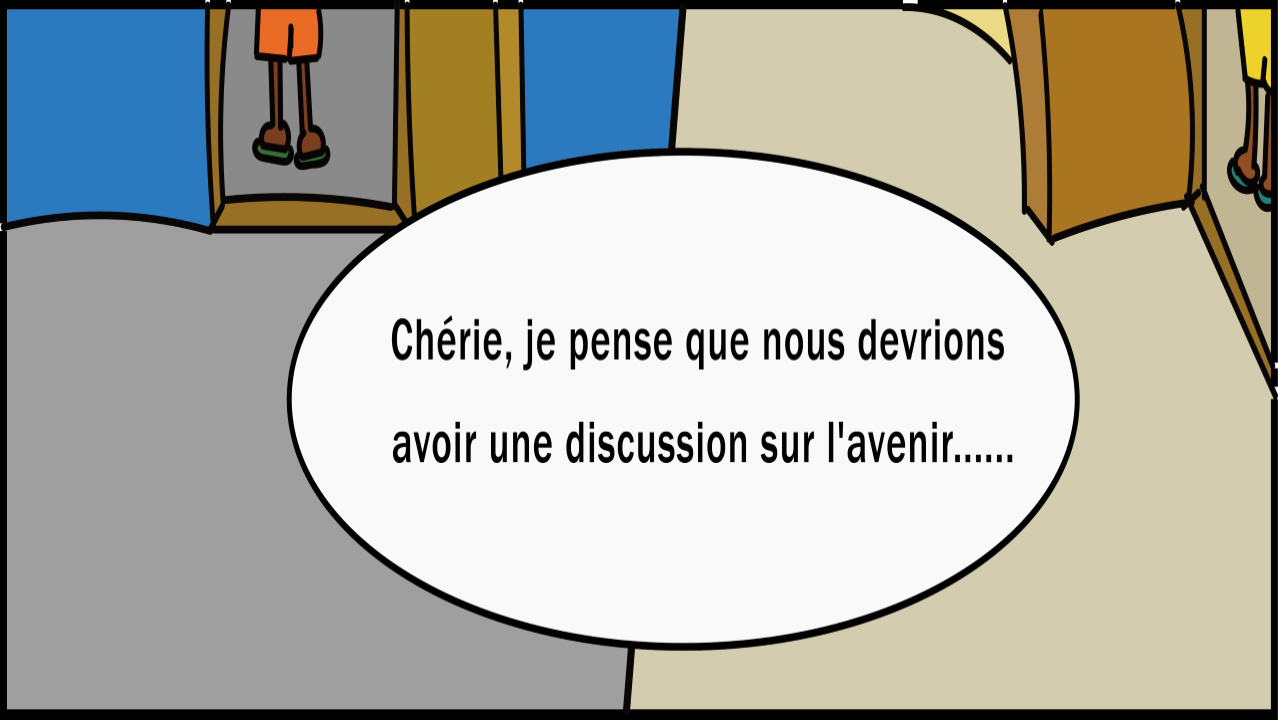 Chérie, je pense que nous devrions
avoir une discussion sur l'avenir......